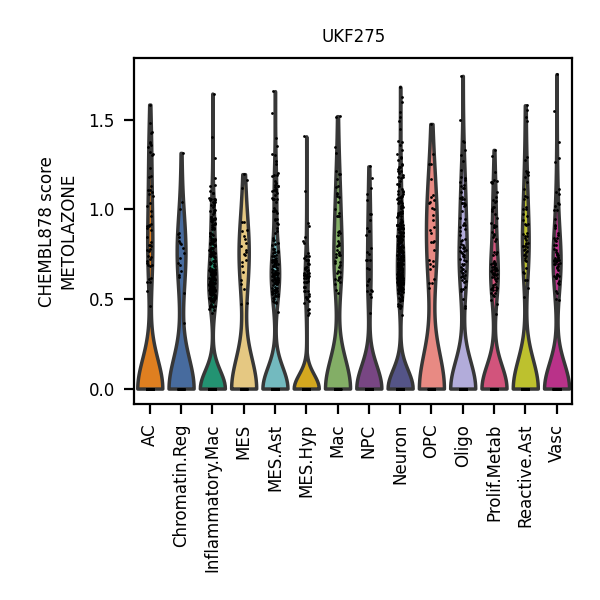 UKF275
CHEMBL878 score
METOLAZONE
1.5
1.0
0.5
0.0
AC
Chromatin.Reg
Inflammatory.Mac
MES
MES.Ast
MES.Hyp
Mac
NPC
Neuron
OPC
Oligo
Prolif.Metab
Reactive.Ast
Vasc